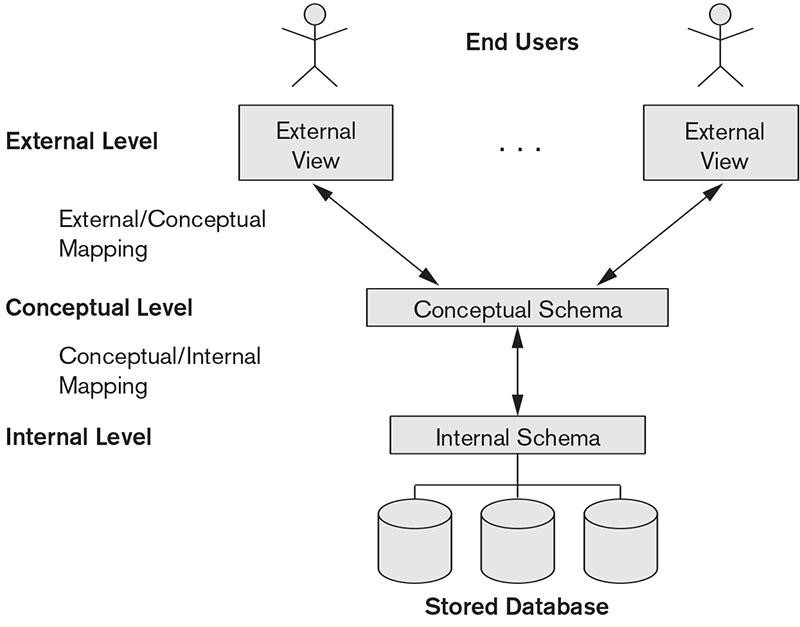 End Users
External Level
External
View
. . .
External
View
External/Conceptual
Mapping
Conceptual Level
Conceptual Schema
Conceptual/Internal
Mapping
Internal Level
Internal Schema
Stored Database